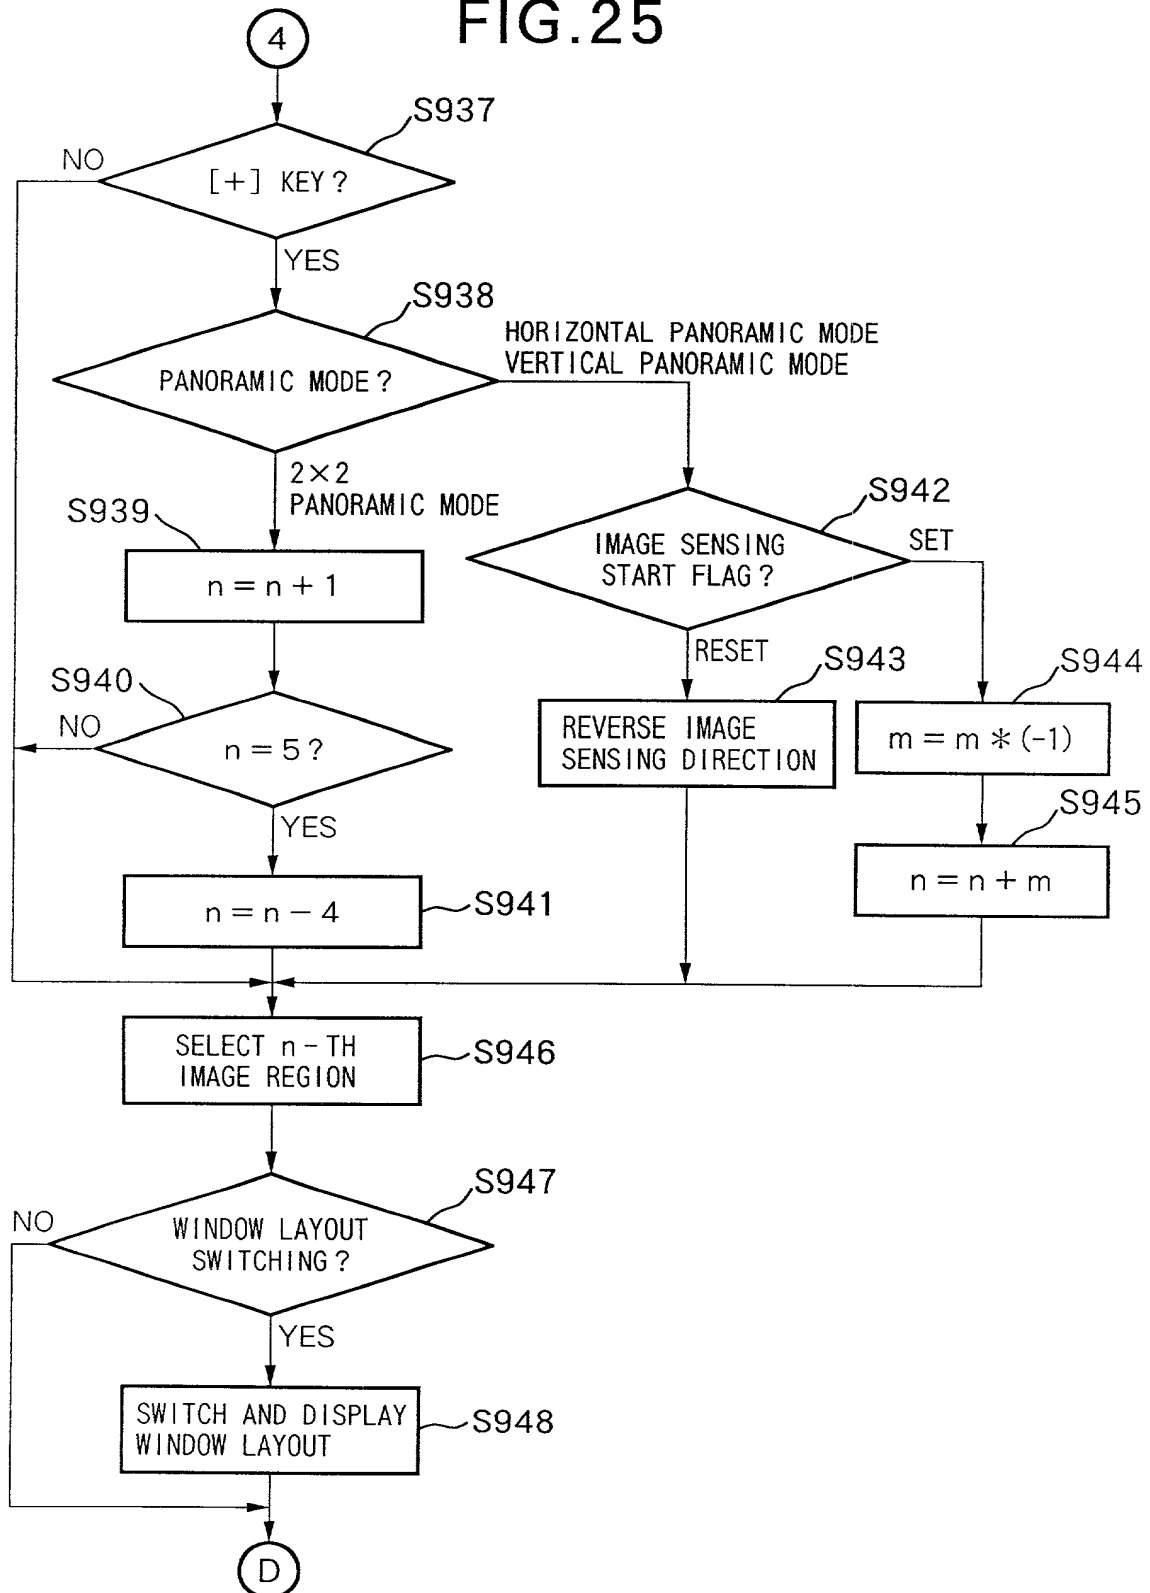 FIG.25
4
S937
NO
[+] KEY?
YES
S938
HORIZONTAL PANORAMIC MODE
VERTICAL PANORAMIC MODE
PANORAMIC MODE?
2×2
PANORAMIC MODE
S939
n=n+1
S942
SET
IMAGE SENSING
START FLAG?
RESET
S940
NO
n=5?
YES
S943
REVERSE IMAGE
SENSING DIRECTION
S944
m=m*(-1)
S945
n=n+m
n=n-4
S941
SELECT n-TH
IMAGE REGION
S946
S947
NO
WINDOW LAYOUT
SWITCHING?
YES
SWITCH AND DISPLAY
WINDOW LAYOUT
S948
D